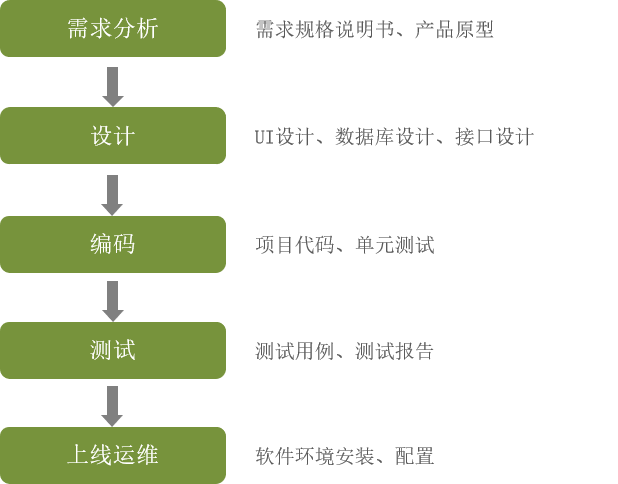 需求分析
需求规格说明书、产品原型
设计
UI设计、数据库设计、接口设计
编码
项目代码、单元测试
测试
测试用例、测试报告
上线运维
软件环境安装、配置